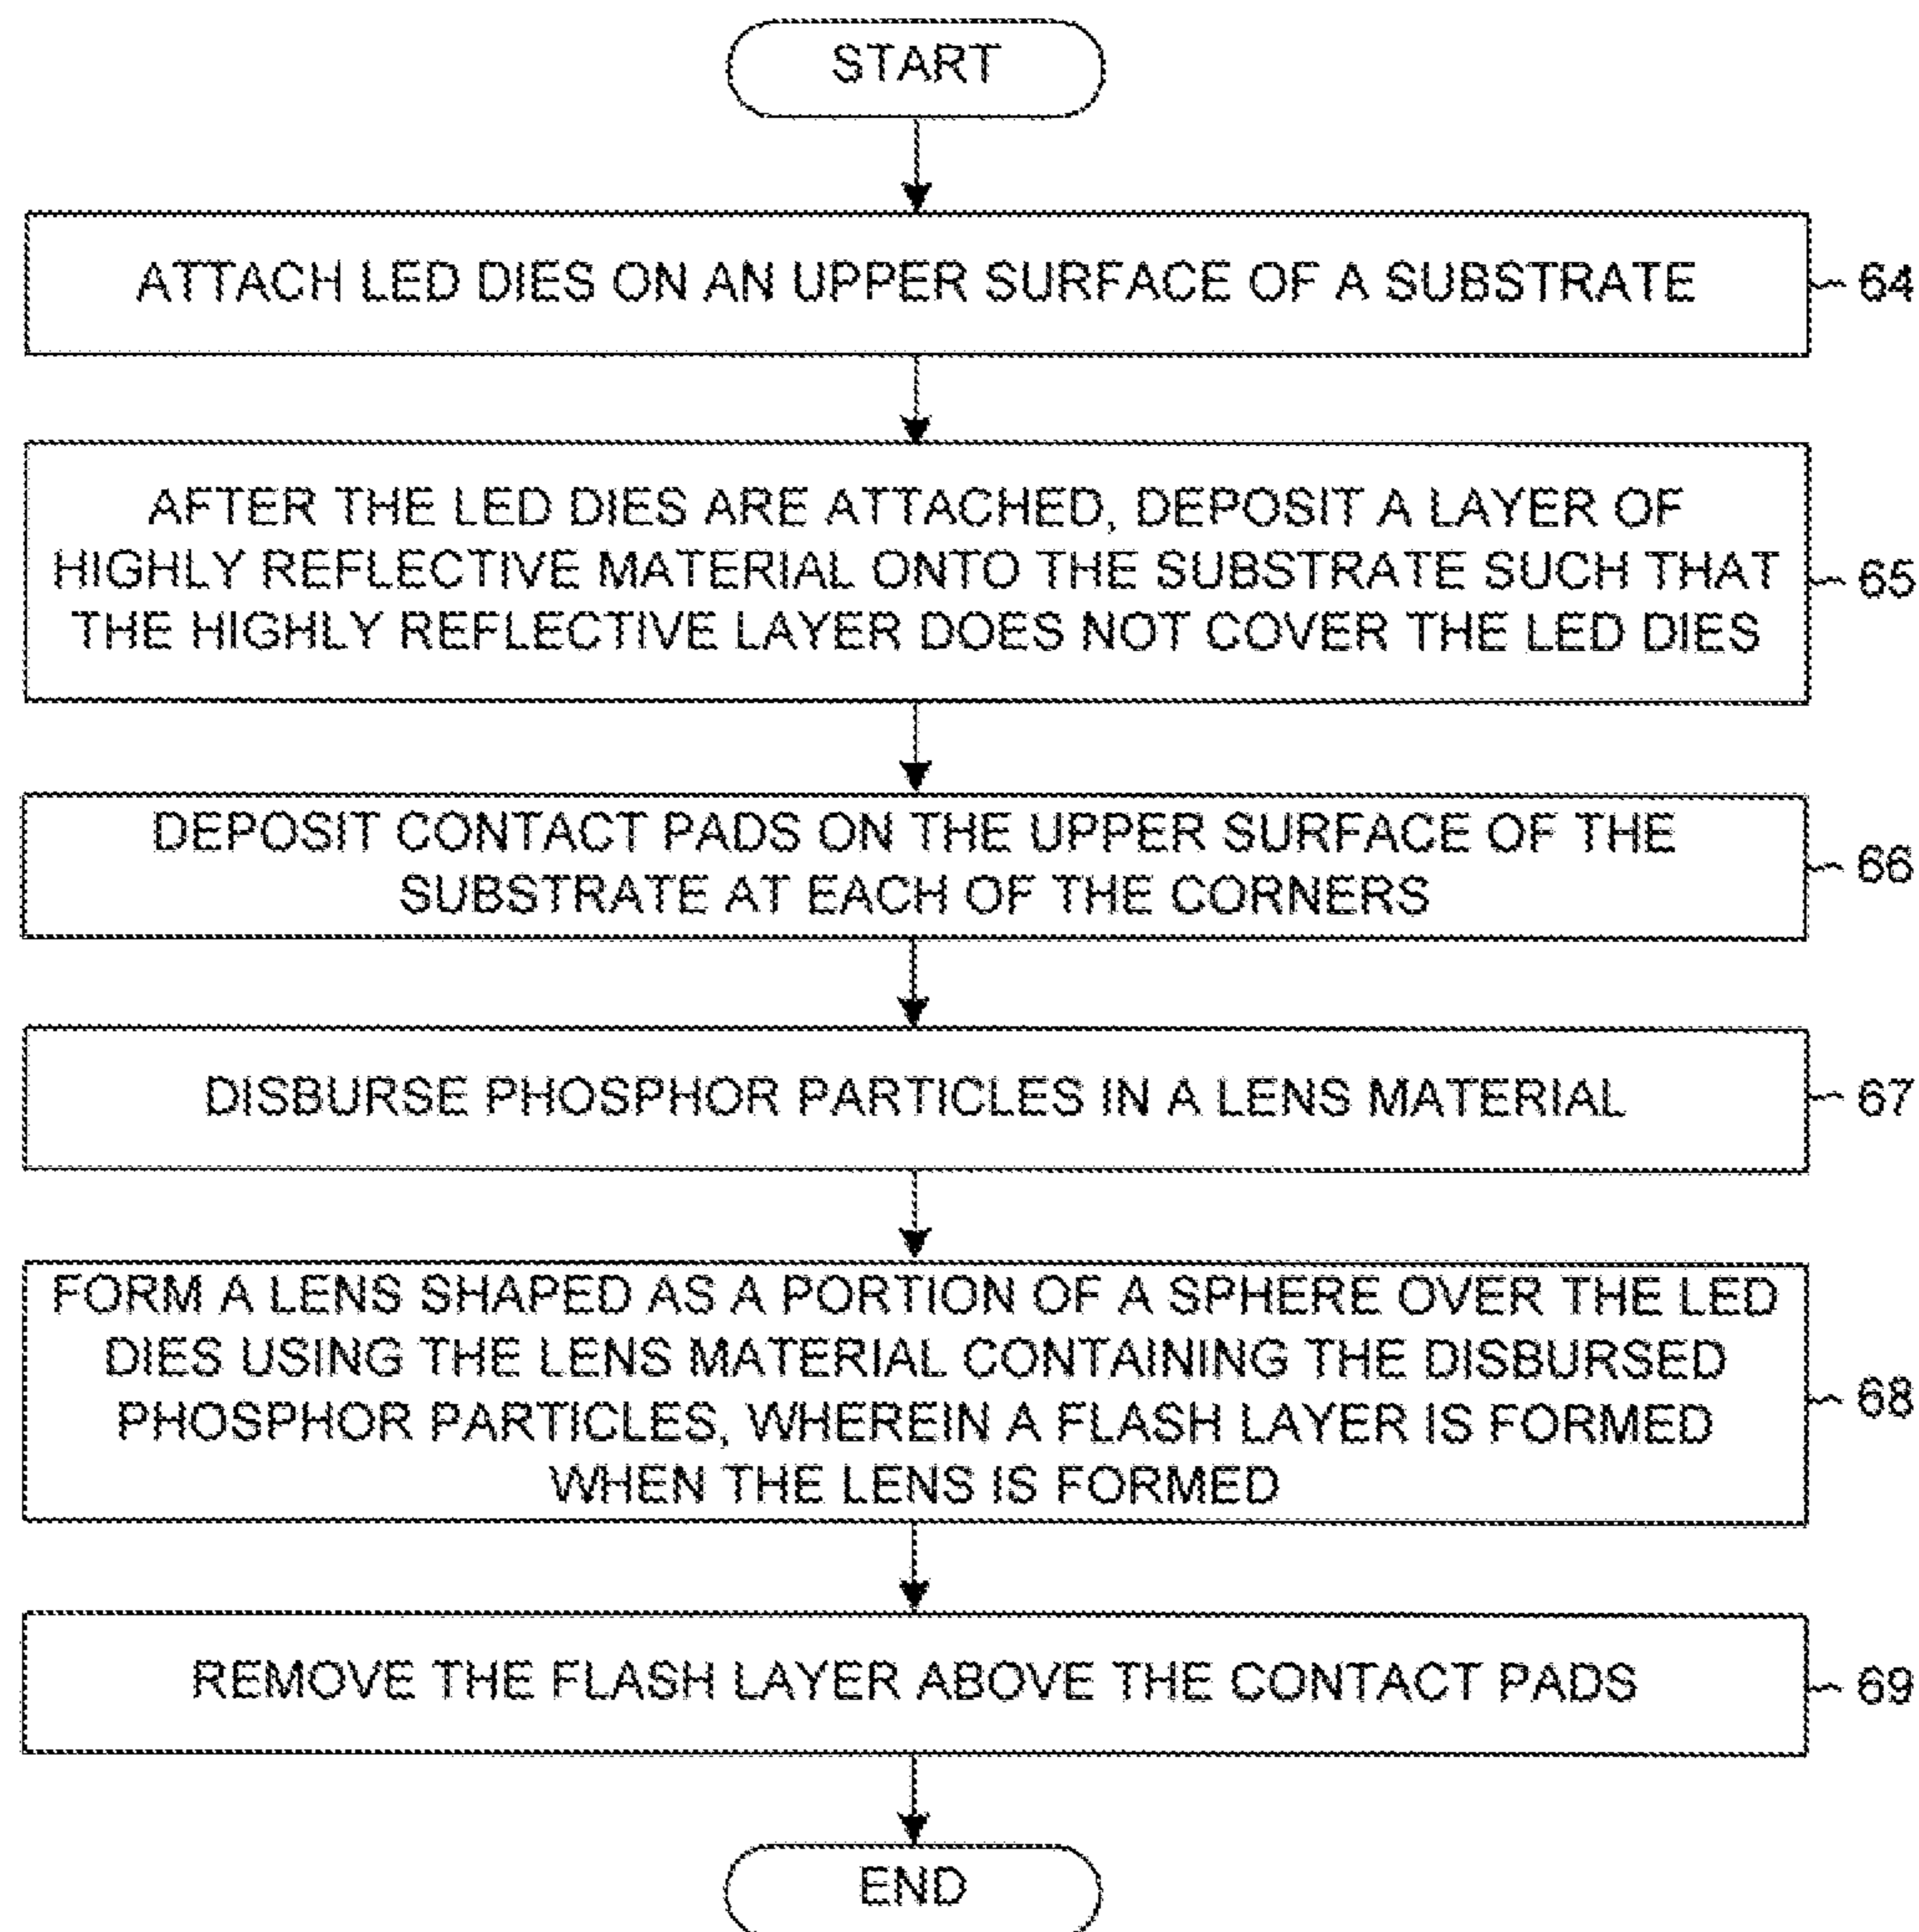 START
ATTACH LED DIES ON AN UPPER SURFACE OF A SUBSTRATE
64
AFTER THE LED DIES ARE ATTACHED, DEPOSIT A LAYER OF
HIGHLY REFLECTIVE MATERIAL ONTO THE SUBSTRATE SUCH THAT
THE HIGHLY REFLECTIVE LAYER DOES NOT COVER THE LED DIES
65
DEPOSIT CONTACT PADS ON THE UPPER SURFACE OF THE
SUBSTRATE AT EACH OF THE CORNERS
66
DISBURSE PHOSPHOR PARTICLES IN A LENS MATERIAL
67
FORM A LENS SHAPED AS A PORTION OF A SPHERE OVER THE LED
DIES USING THE LENS MATERIAL CONTAINING THE DISBURSED
PHOSPHOR PARTICLES, WHEREIN A FLASH LAYER IS FORMED
WHEN THE LENS IS FORMED
68
REMOVE THE FLASH LAYER ABOVE THE CONTACT PADS
69
END